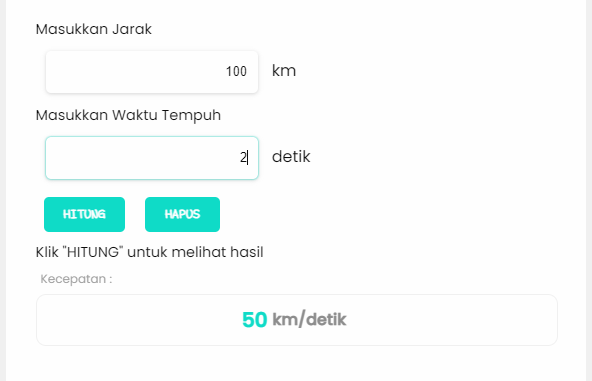 Masukkan Jarak
100 km
Masukkan Waktu Tempuh
2 detik
HITUNG HAPUS
Klik "HITUNG" untuk melihat hasil
Kecepatan :
50 km/detik